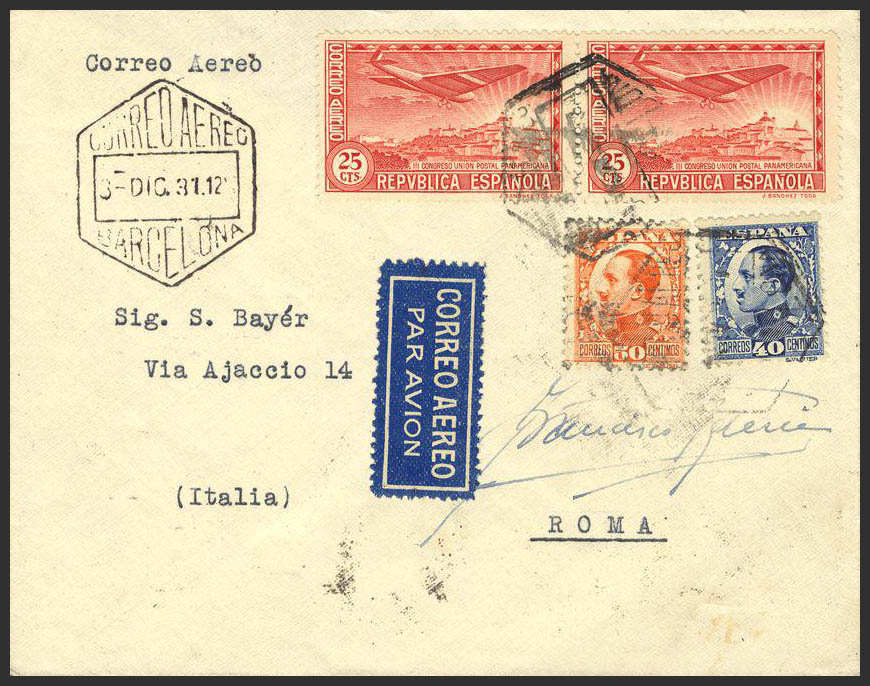 Correo Aereo
CORREO AEREO
3-DIC.31.12
BARCELONA
CORREO AEREO
25
CTS.
III CONGRESO UNION POSTAL PANAMERICANA
REPVBLICA ESPAÑOLA
J. SANCHEZ TODA
CORREO AEREO
25
CTS.
III CONGRESO UNION POSTAL PANAMERICANA
REPVBLICA ESPAÑOLA
J. SANCHEZ TODA
ESPAÑA
CORREOS 50 CENTIMOS
ESPAÑA
CORREOS 40 CENTIMOS
Sig. S. Bayér
Via Ajaccio 14
(Italia)
CORREO AEREO
PAR AVION
Francisco
ROMA